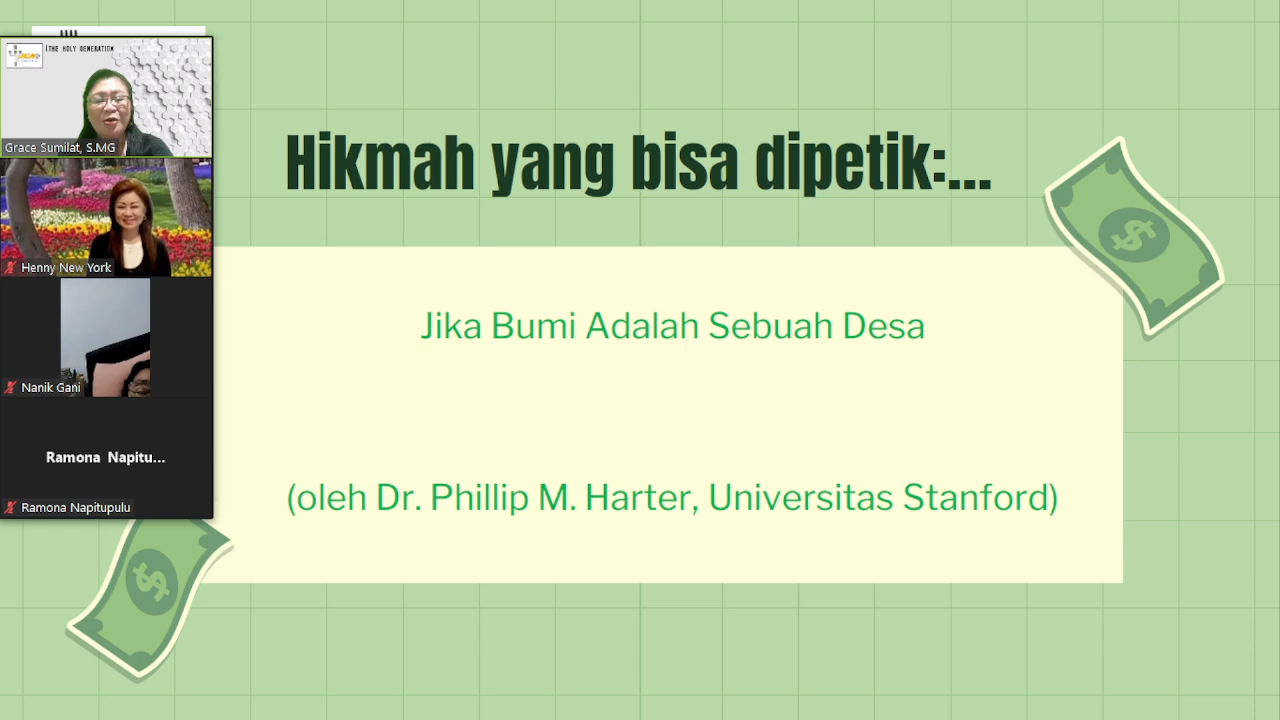 THE HOLY GENERATION
Grace Sumilat, S.MG
Henny New York
Nanik Gani
Ramona Napitu...
Ramona Napitupulu
Hikmah yang bisa dipetik:...
Jika Bumi Adalah Sebuah Desa
(oleh Dr. Phillip M. Harter, Universitas Stanford)
$
$